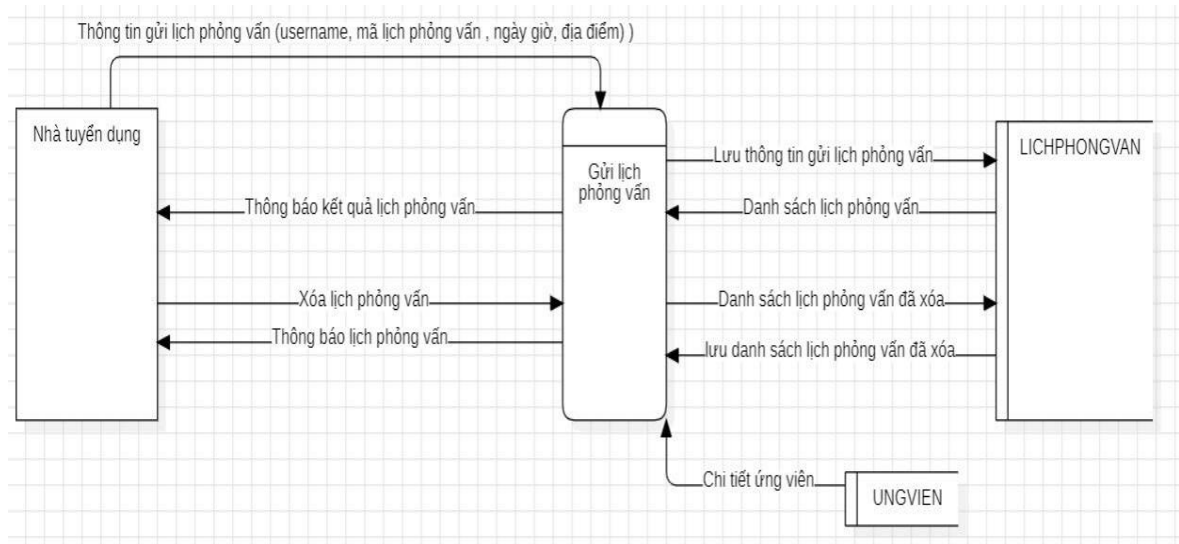 Thông tin gửi lịch phỏng vấn (username, mã lịch phỏng vấn , ngày giờ, địa điểm) )
Nhà tuyển dụng
LICHPHONGVAN
Lưu thông tin gửi lịch phỏng vấn
Gửi lịch
phỏng vấn
Thông báo kết quả lịch phỏng vấn
Danh sách lịch phỏng vấn
Xóa lịch phỏng vấn
Danh sách lịch phỏng vấn đã xóa
Thông báo lịch phỏng vấn
lưu danh sách lịch phỏng vấn đã xóa
Chi tiết ứng viên
UNGVIEN